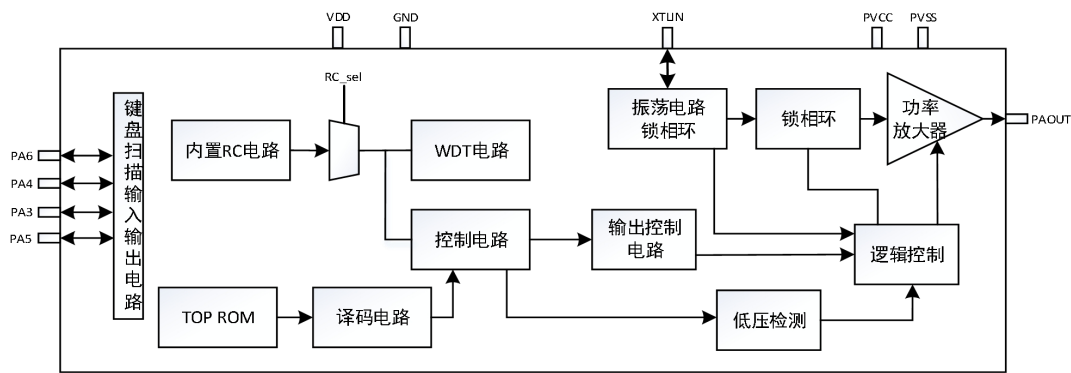 VDD
GND
XTLIN
PVCC
PVSS
RC_sel
键盘扫描输入输出电路
内置RC电路
WDT电路
振荡电路
锁相环
锁相环
功率
放大器
PAOUT
PA6
PA4
PA3
PA5
控制电路
输出控制
电路
逻辑控制
TOP ROM
译码电路
低压检测